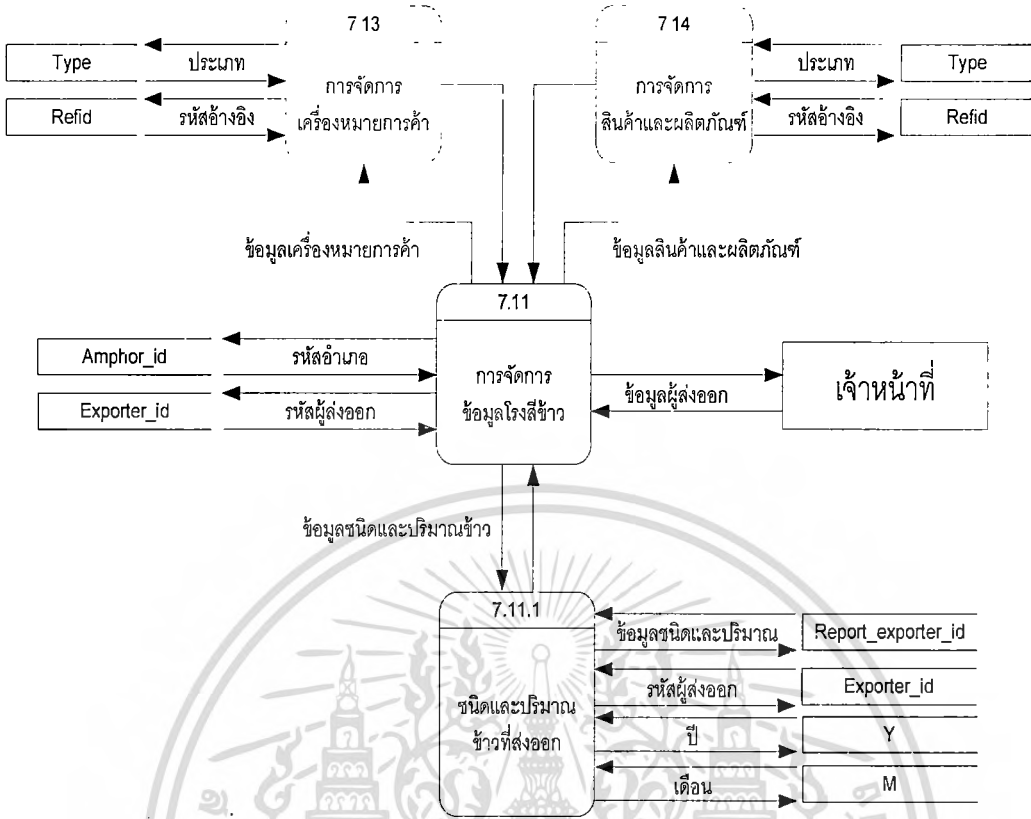 7 13
7 14
Type
ประเภท
การจัดการ
เครื่องหมายการค้า
Refid
รหัสอ้างอิง
การจัดการ
สินค้าและผลิตภัณฑ์
ประเภท
Type
รหัสอ้างอิง
Refid
ข้อมูลเครื่องหมายการค้า
ข้อมูลสินค้าและผลิตภัณฑ์
7.11
การจัดการ
ข้อมูลโรงสีข้าว
Amphor_id
รหัสอำเภอ
Exporter_id
รหัสผู้ส่งออก
ข้อมูลผู้ส่งออก
เจ้าหน้าที่
ข้อมูลชนิดและปริมาณข้าว
7.11.1
ชนิดและปริมาณ
ข้าวที่ส่งออก
ข้อมูลชนิดและปริมาณ
Report_exporter_id
รหัสผู้ส่งออก
Exporter_id
ปี
Y
เดือน
M